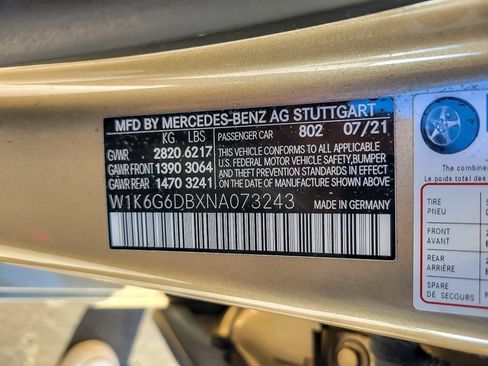 MFD BY MERCEDES-BENZ AG STUTTGART
KG LBS PASSENGER CAR 802 07/21
GVWR 2820 6217
GAWR FRONT 1390 3064
GAWR REAR 1470 3241
THIS VEHICLE CONFORMS TO ALL APPLICABLE
U.S. FEDERAL MOTOR VEHICLE SAFETY, BUMPER
AND THEFT PREVENTION STANDARDS IN EFFECT
ON THE DATE OF MANUFACTURE SHOWN ABOVE.
W1K6G6DBXNA073243 MADE IN GERMANY
The combined
Le poids total des
TIRE
PNEU
FRONT
AVANT
REAR
ARRIÈRE
SPARE
DE SECOURS